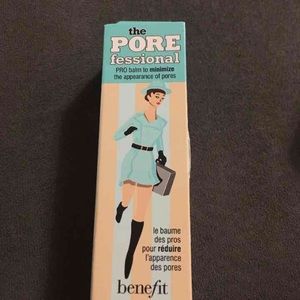 the
PORE
fessional
PRO balm to minimize
the appearance of pores
le baume
des pros
pour réduire
l'apparence
des pores
benefit